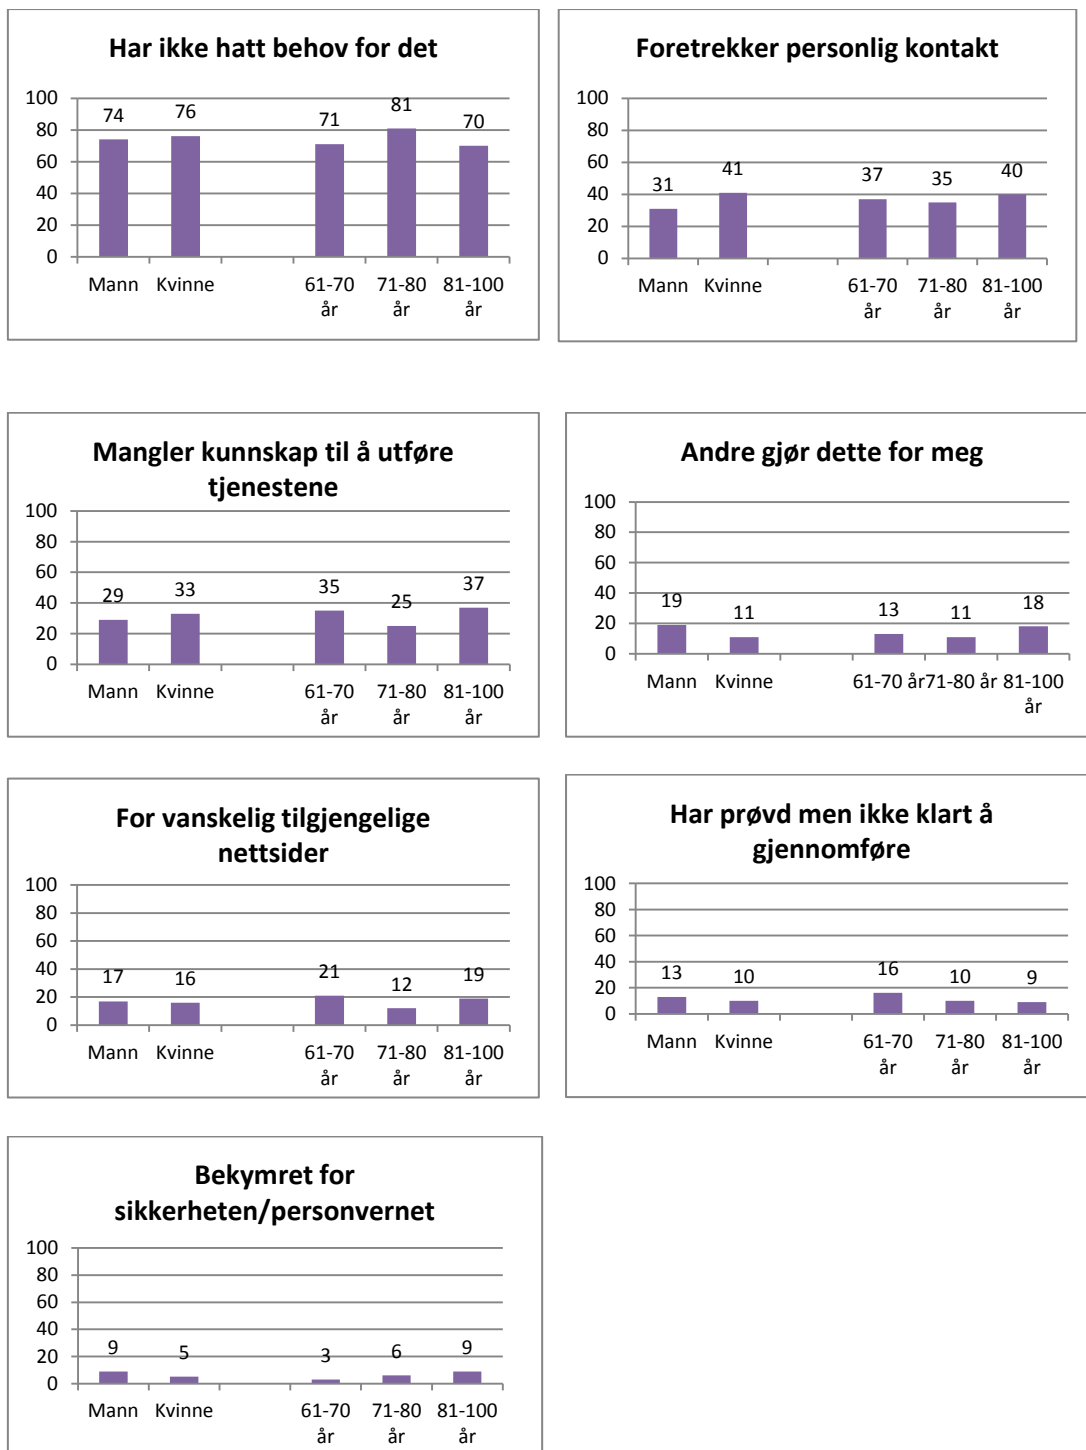 Har ikke hatt behov for det
100
80
60
40
20
0
74
76
71
81
70
Mann
Kvinne
61-70
år
71-80
år
81-100
år
Foretrekker personlig kontakt
100
80
60
40
20
0
31
41
37
35
40
Mann
Kvinne
61-70
år
71-80
år
81-100
år
Mangler kunnskap til å utføre
tjenestene
100
80
60
40
20
0
29
33
35
25
37
Mann
Kvinne
61-70
år
71-80
år
81-100
år
Andre gjør dette for meg
100
80
60
40
20
0
19
11
13
11
18
Mann
Kvinne
61-70 år
71-80 år
81-100
år
For vanskelig tilgjengelige
nettsider
100
80
60
40
20
0
17
16
21
12
19
Mann
Kvinne
61-70
år
71-80
år
81-100
år
Har prøvd men ikke klart å
gjennomføre
100
80
60
40
20
0
13
10
16
10
9
Mann
Kvinne
61-70
år
71-80
år
81-100
år
Bekymret for
sikkerheten/personvernet
100
80
60
40
20
0
9
5
3
6
9
Mann
Kvinne
61-70
år
71-80
år
81-100
år